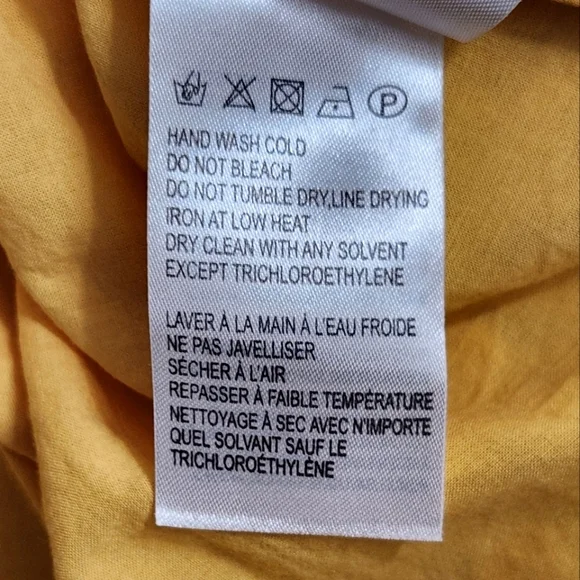 P
HAND WASH COLD
DO NOT BLEACH
DO NOT TUMBLE DRY,LINE DRYING
IRON AT LOW HEAT
DRY CLEAN WITH ANY SOLVENT
EXCEPT TRICHLOROETHYLENE
LAVER À LA MAIN À L'EAU FROIDE
NE PAS JAVELLISER
SÉCHER À L'AIR
REPASSER À FAIBLE TEMPÉRATURE
NETTOYAGE À SEC AVEC N'IMPORTE
QUEL SOLVANT SAUF LE
TRICHLOROÉTHYLÈNE